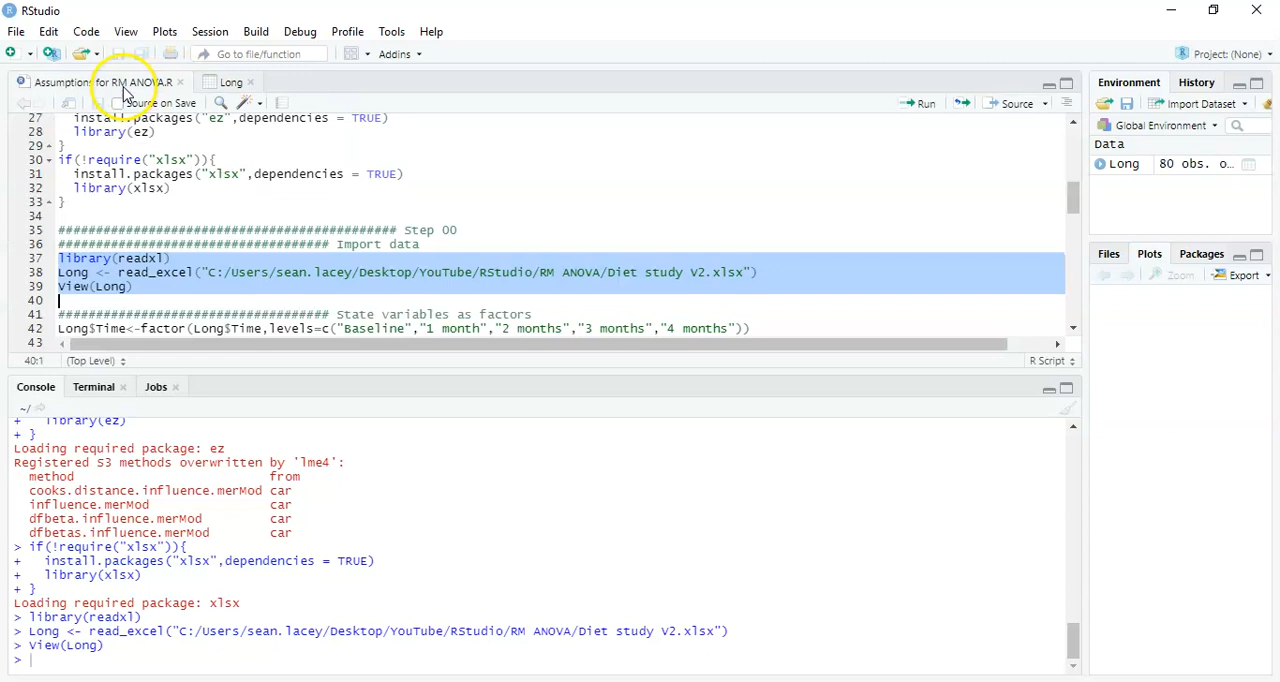 RStudio
File Edit Code View Plots Session Build Debug Profile Tools Help
Go to file/function Addins Project: (None)
Assumptions for RM ANOVA.R Long
Source on Save Run Source
27 install.packages("ez",dependencies = TRUE)
28 library(ez)
29 }
30 if(!require("xlsx")){
31 install.packages("xlsx",dependencies = TRUE)
32 library(xlsx)
33 }
34
35 ########################################### Step 00
36 ################################## Import data
37 library(readxl)
38 Long <- read_excel("C:/Users/sean.lacey/Desktop/YouTube/RStudio/RM ANOVA/Diet study V2.xlsx")
39 View(Long)
40
41 ################################## State variables as factors
42 Long$Time<-factor(Long$Time,levels=c("Baseline","1 month","2 months","3 months","4 months"))
43
40:1 (Top Level) R Script
Console Terminal Jobs
~/
+ library(ez)
+ }
Loading required package: ez
Registered S3 methods overwritten by 'lme4':
method from
cooks.distance.influence.merMod car
influence.merMod car
dfbeta.influence.merMod car
dfbetas.influence.merMod car
> if(!require("xlsx")){
+ install.packages("xlsx",dependencies = TRUE)
+ library(xlsx)
+ }
Loading required package: xlsx
> library(readxl)
> Long <- read_excel("C:/Users/sean.lacey/Desktop/YouTube/RStudio/RM ANOVA/Diet study V2.xlsx")
> View(Long)
>
Environment History
Import Dataset
Global Environment
Data
Long 80 obs. o...
Files Plots Packages
Zoom Export